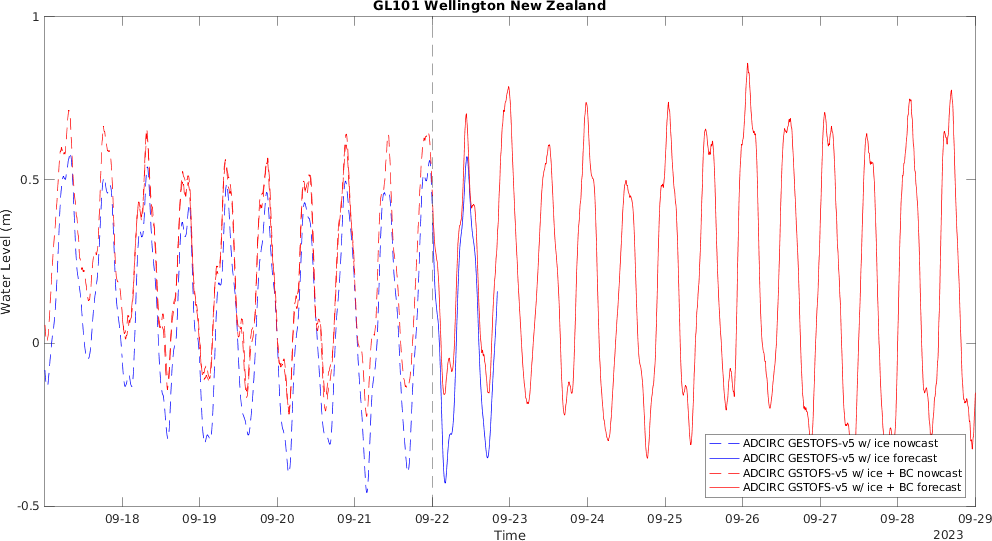 GL101 Wellington New Zealand
1
0.5
0
-0.5
Water Level (m)
ADCIRC GESTOFS-v5 w/ ice nowcast
ADCIRC GESTOFS-v5 w/ ice forecast
ADCIRC GSTOFS-v5 w/ ice + BC nowcast
ADCIRC GSTOFS-v5 w/ ice + BC forecast
09-18 09-19 09-20 09-21 09-22 09-23 09-24 09-25 09-26 09-27 09-28 09-29
Time
2023